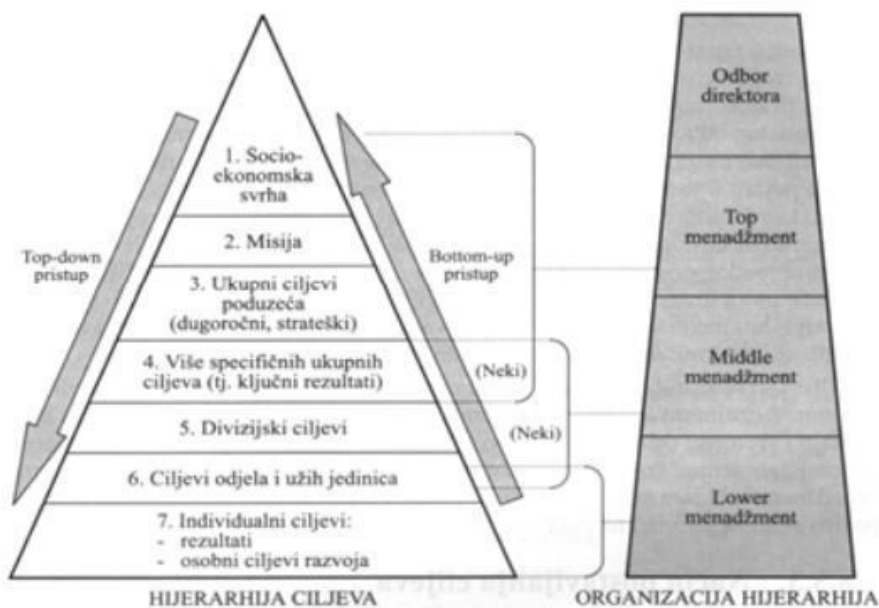 1. Socio-
ekonomska
svrha
2. Misija
3. Ukupni ciljevi
poduzeća
(dugoročni, strateški)
4. Više specifičnih ukupnih
ciljeva (tj. ključni rezultati)
5. Divizijski ciljevi
6. Ciljevi odjela i užih jedinica
7. Individualni ciljevi:
- rezultati
- osobni ciljevi razvoja
Top-down
pristup
Bottom-up
pristup
(Neki)
(Neki)
HIJERARHIJA CILJEVA
Odbor
direktora
Top
menadžment
Middle
menadžment
Lower
menadžment
ORGANIZACIJA HIJERARHIJA